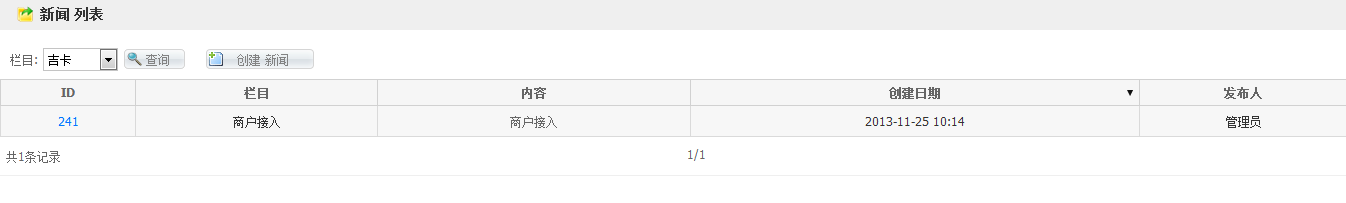 新闻 列表
栏目: 吉卡 查询 创建 新闻
ID 栏目 内容 创建日期 发布人
241 商户接入 商户接入 2013-11-25 10:14 管理员
共1条记录 1/1